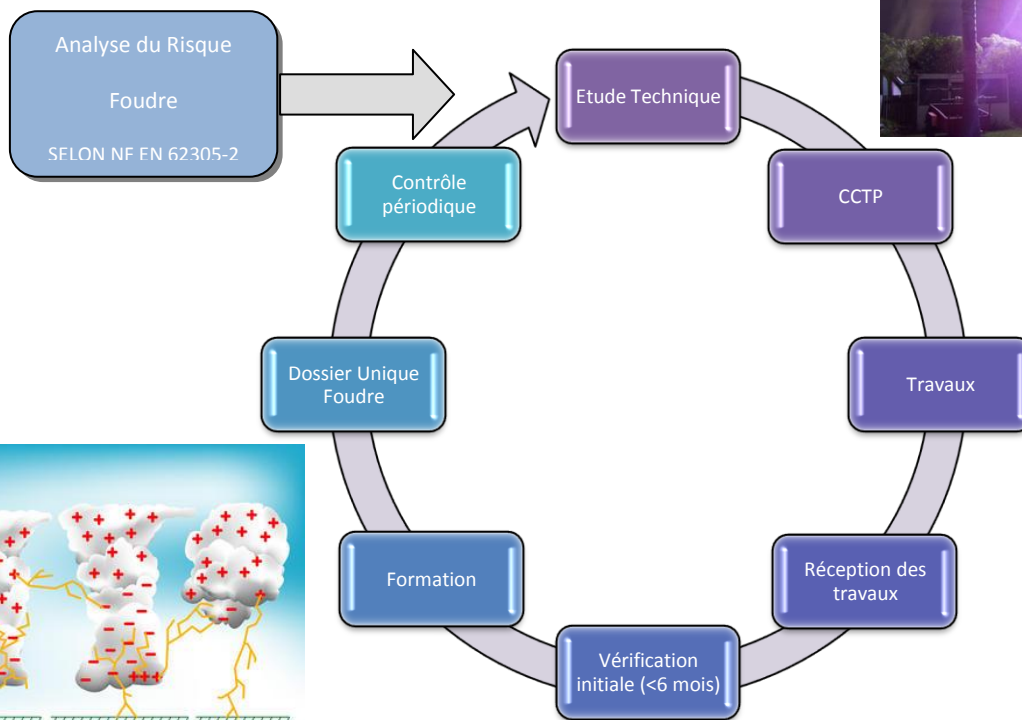 Analyse du Risque
Foudre
SELON NF EN 62305-2
Etude Technique
CCTP
Travaux
Réception des
travaux
Vérification
initiale (<6 mois)
Formation
Dossier Unique
Foudre
Contrôle
périodique